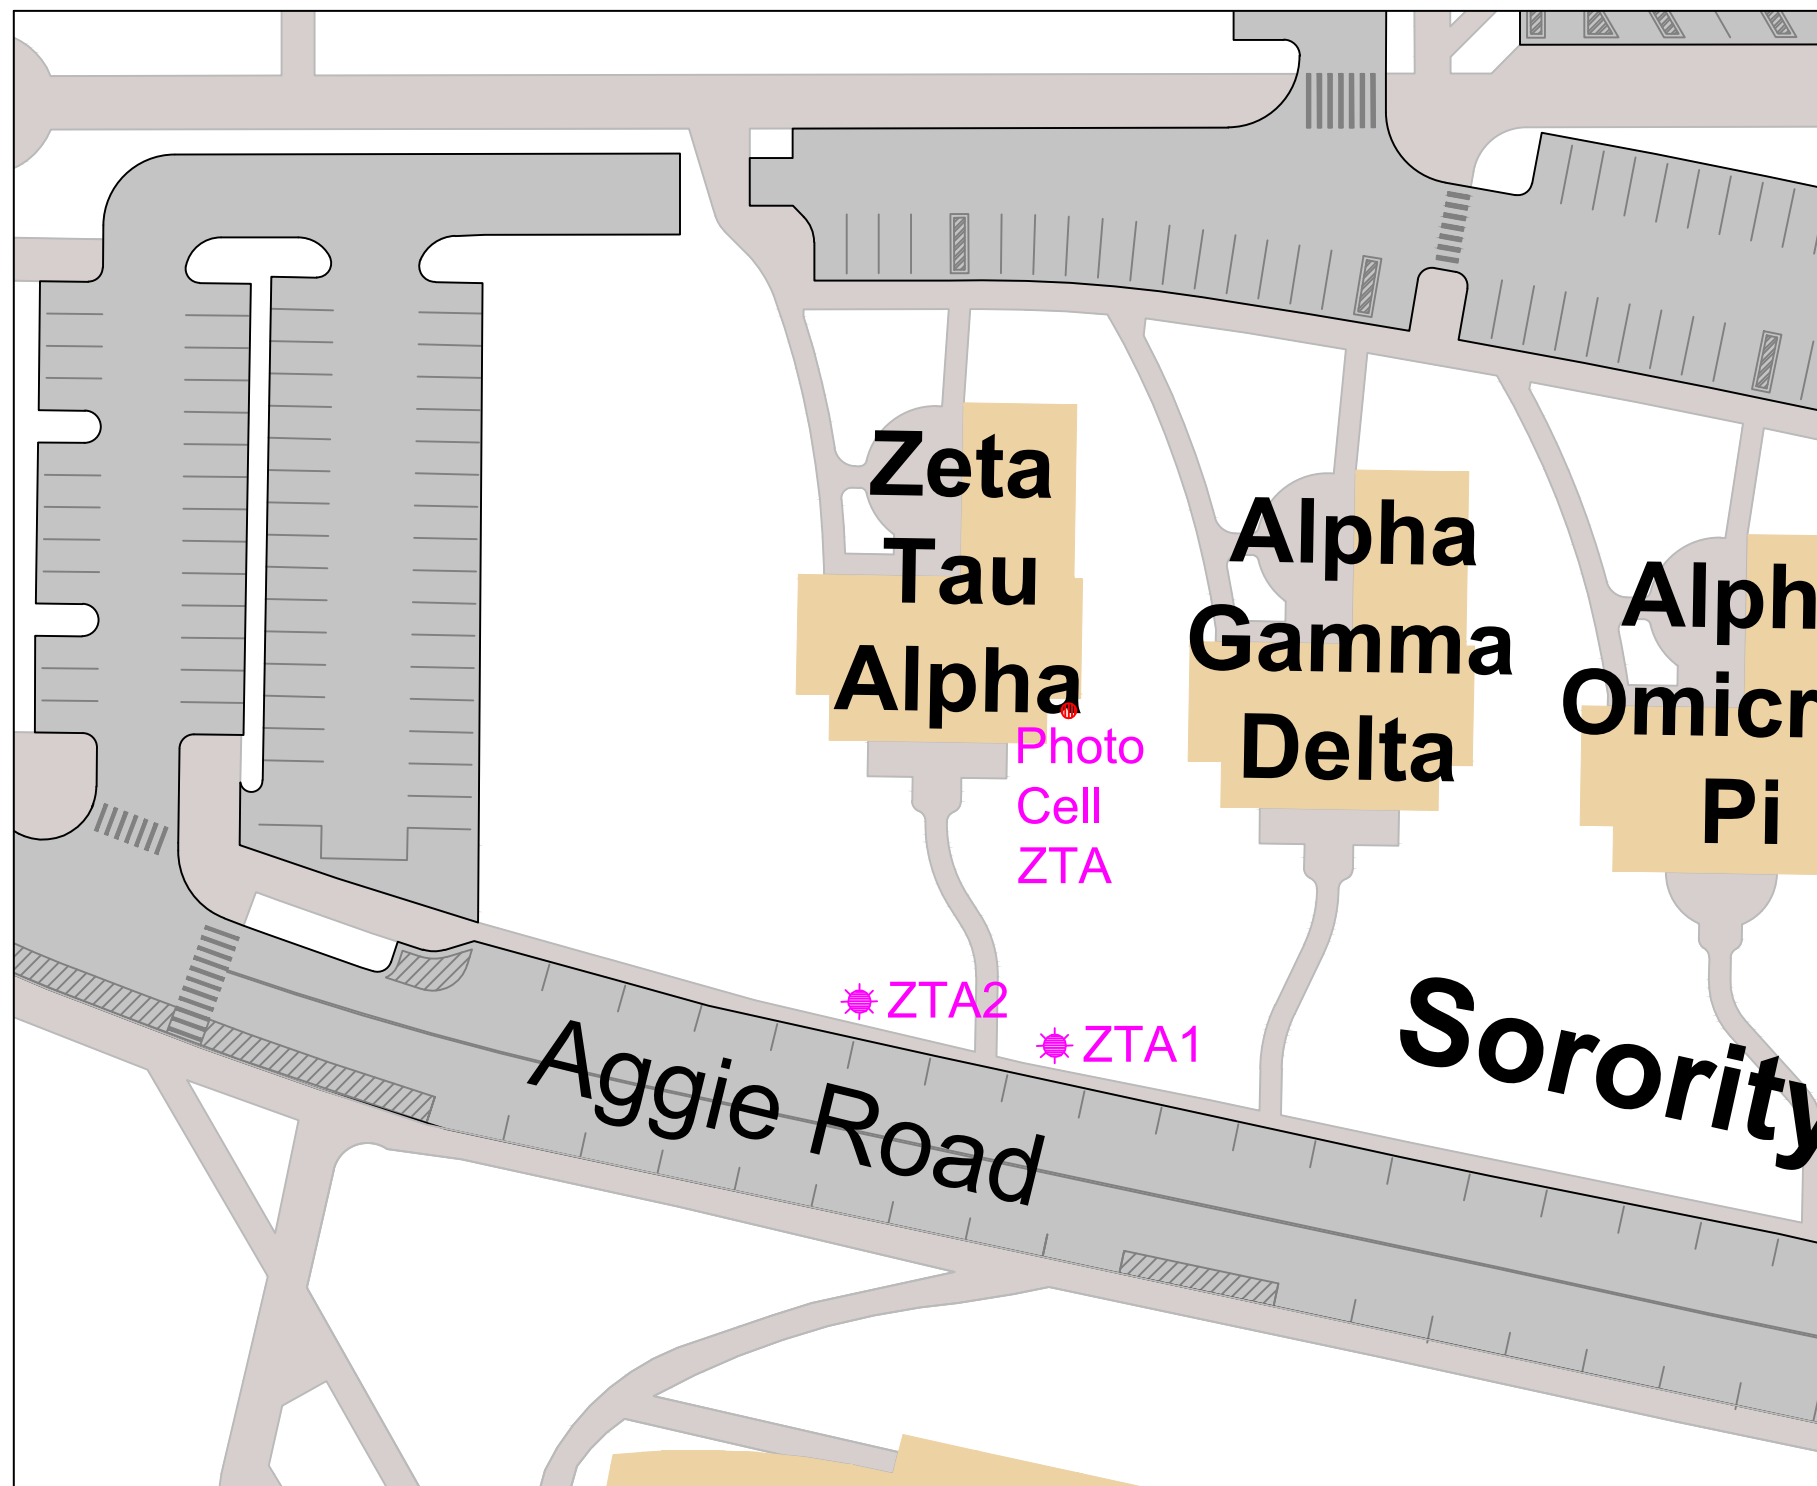 Zeta
Tau
Alpha
Alpha
Gamma
Delta
Alph
Omicr
Pi
Photo
Cell
ZTA
ZTA2
ZTA1
Aggie Road
Sorority